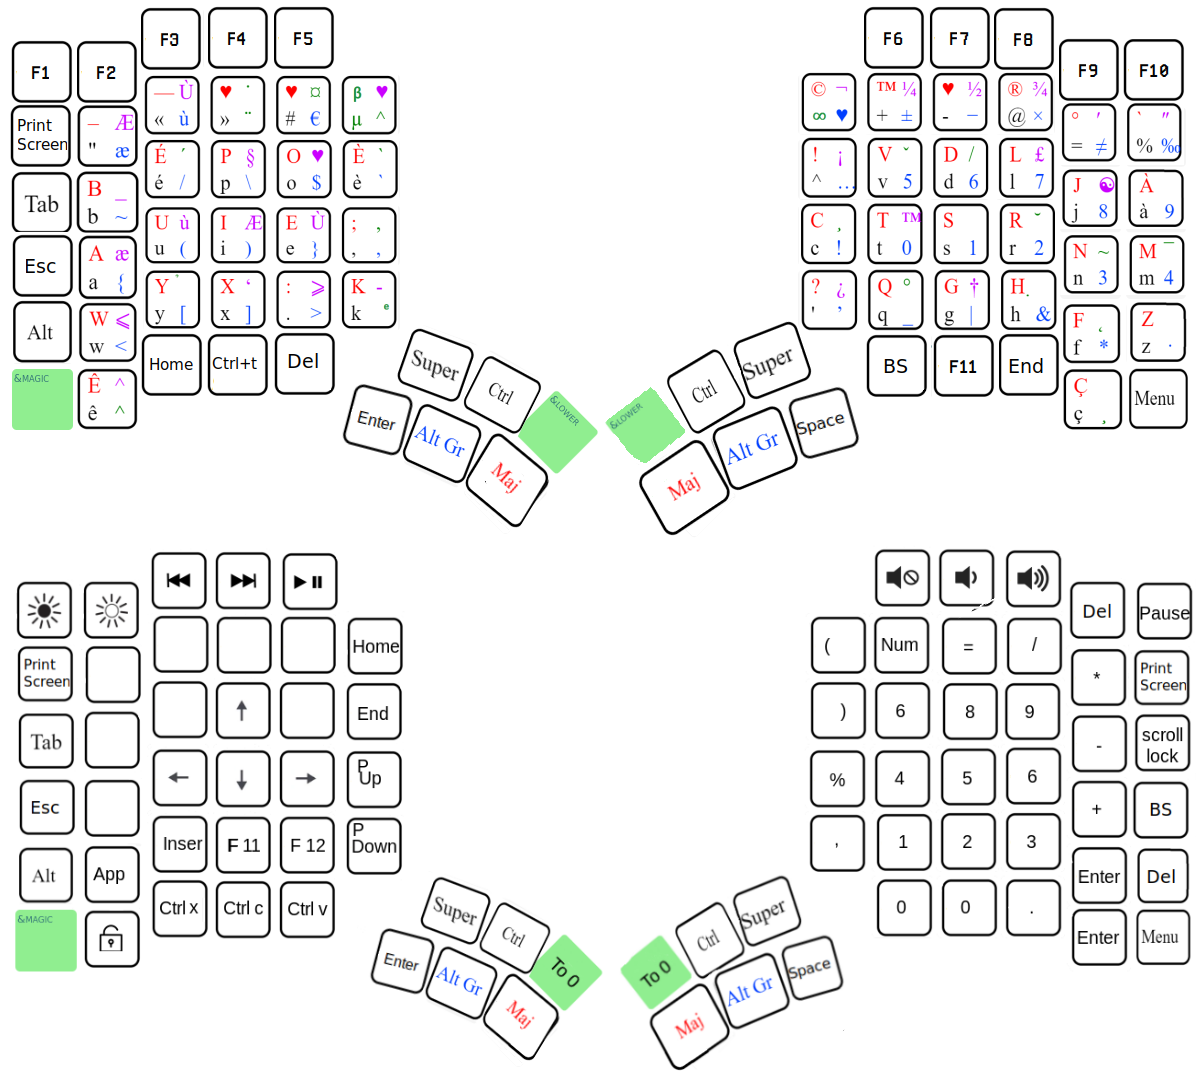 F3 F4 F5
F1 F2
— Ù « ù
♥ ˙ » ¨
♥ ¤ # €
β ♥ µ ^
Print
Screen
– Æ " æ
É ´ é /
P § p \
O ♥ o $
È ` è `
Tab
B _ b ~
U ù u (
I Æ i )
E Ù e }
; , , ,
Esc
A æ a {
Y y [
X ‘ x ]
: ⩾ . >
K - k e
Alt
W ⩽ w <
Home Ctrl+t Del
&MAGIC
Ê ^ ê ^
Super Ctrl &LOWER
Enter Alt Gr Maj
F6 F7 F8
F9 F10
© ¬ ∞ ♥
™ ¼ + ±
♥ ½ - −
® ¾ @ ×
° ′ = ≠
` ″ % ‰
! ¡ ^ …
V ˇ v 5
D / d 6
L £ l 7
J ☯ j 8
À à 9
C ¸ c !
T ™ t 0
S s 1
R ˘ r 2
N ~ n 3
M ¯ m 4
? ¿ ' ’
Q ° q _
G † g |
H . h &
F f *
Z z ·
BS F11 End
Ç ç ¸
Menu
&LOWER Ctrl Super
Maj Alt Gr Space
Home
Print
Screen
End
Tab
P
Up
Esc
Inser F 11 F 12
P
Down
Alt App
Ctrl x Ctrl c Ctrl v
&MAGIC
Super Ctrl To 0
Enter Alt Gr Maj
Del Pause
( Num = /
* Print
Screen
) 6 8 9
- scroll
lock
% 4 5 6
+ BS
, 1 2 3
Enter Del
0 0 .
Enter Menu
To 0 Ctrl Super
Maj Alt Gr Space